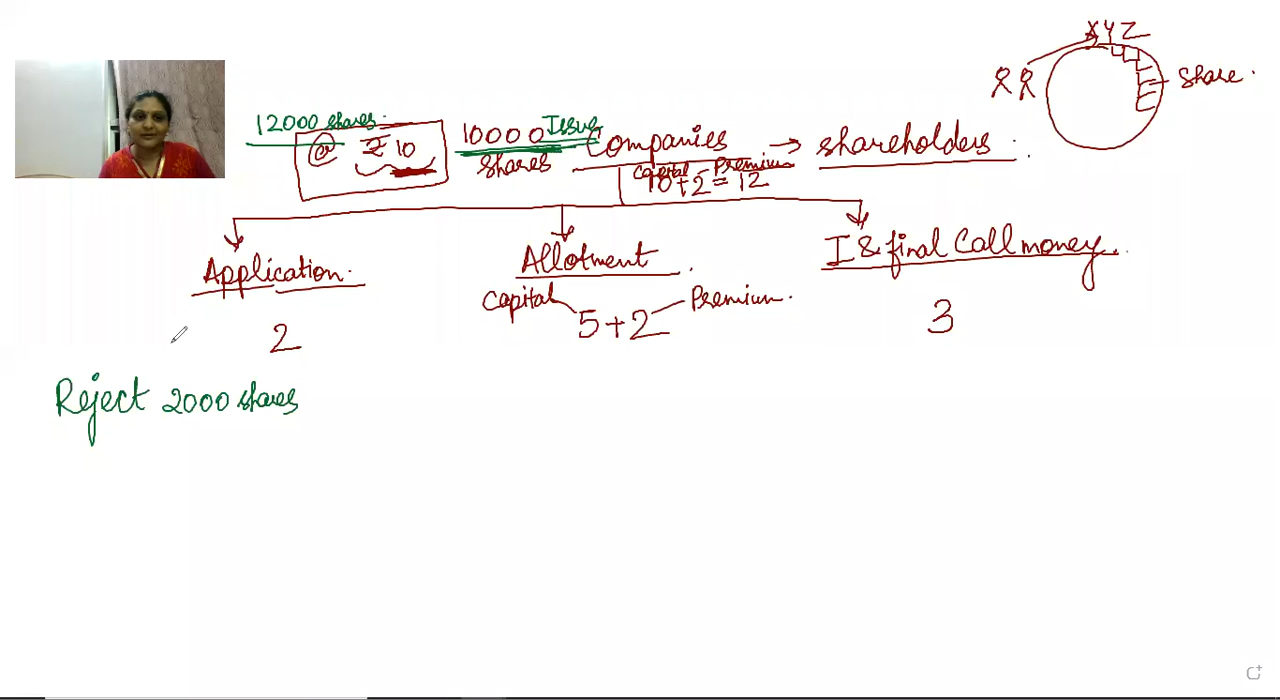 XYZ
share.
12000 shares.
@ ₹ 10
10000 Issue
shares
Companies → shareholders.
Capital Premium
10+2=12
Application.
Allotment.
I & final Call money.
Capital
Premium.
2
5+2
3
Reject 2000 shares